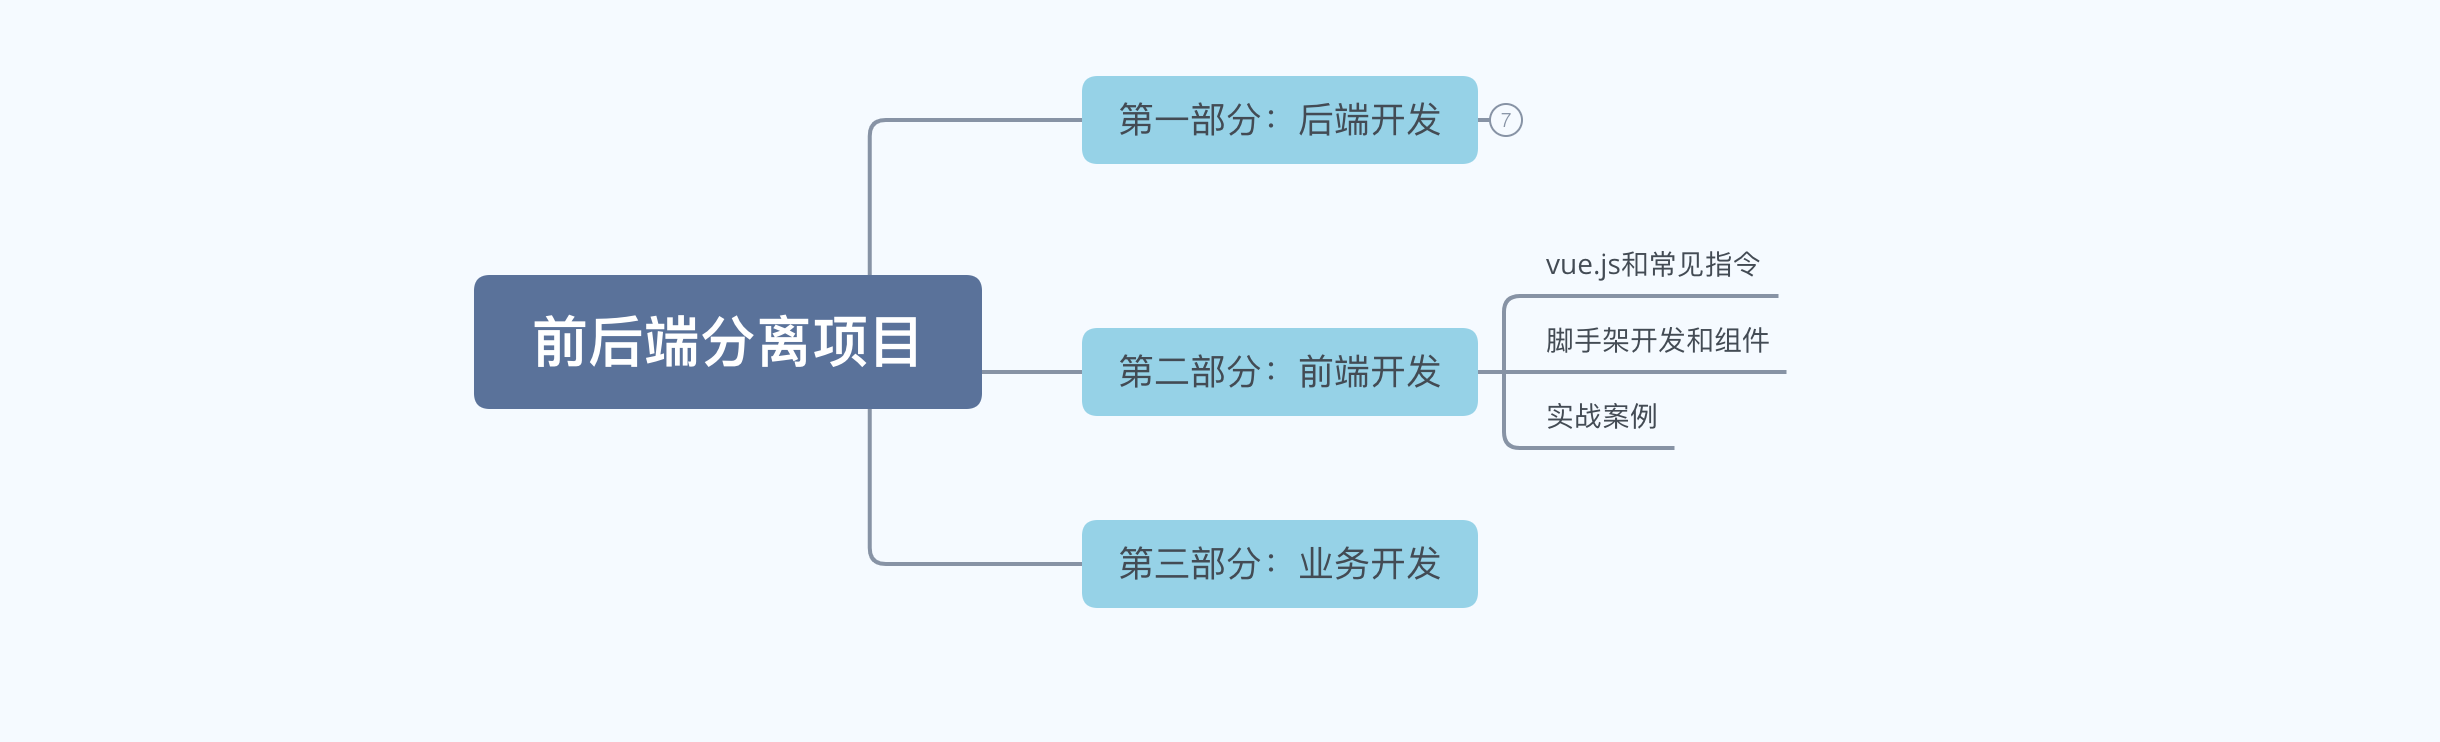 前后端分离项目
第一部分：后端开发
7
第二部分：前端开发
vue.js和常见指令
脚手架开发和组件
实战案例
第三部分：业务开发